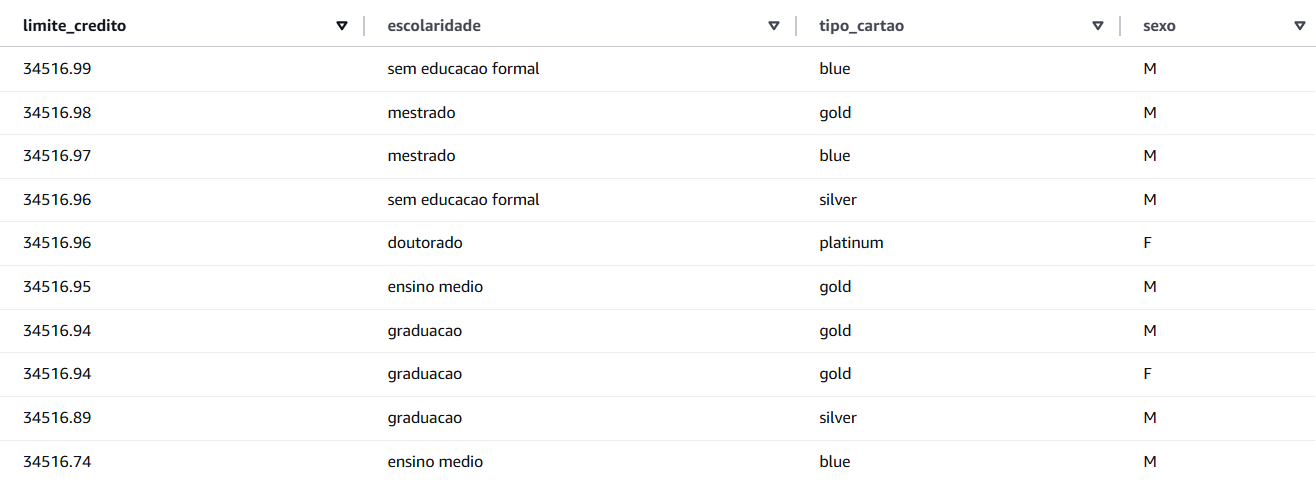 limite_credito escolaridade tipo_cartao sexo
34516.99 sem educacao formal blue M
34516.98 mestrado gold M
34516.97 mestrado blue M
34516.96 sem educacao formal silver M
34516.96 doutorado platinum F
34516.95 ensino medio gold M
34516.94 graduacao gold M
34516.94 graduacao gold F
34516.89 graduacao silver M
34516.74 ensino medio blue M